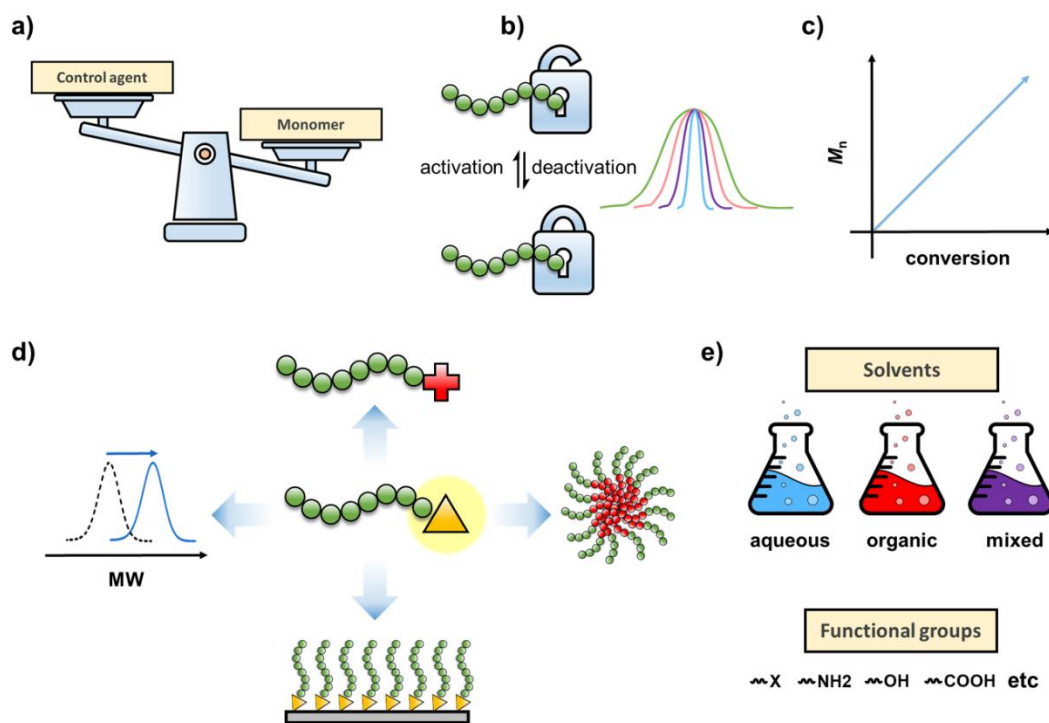 a)
Control agent
Monomer
b)
activation
deactivation
c)
Mn
conversion
d)
MW
e)
Solvents
aqueous
organic
mixed
Functional groups
X
NH2
OH
COOH
etc